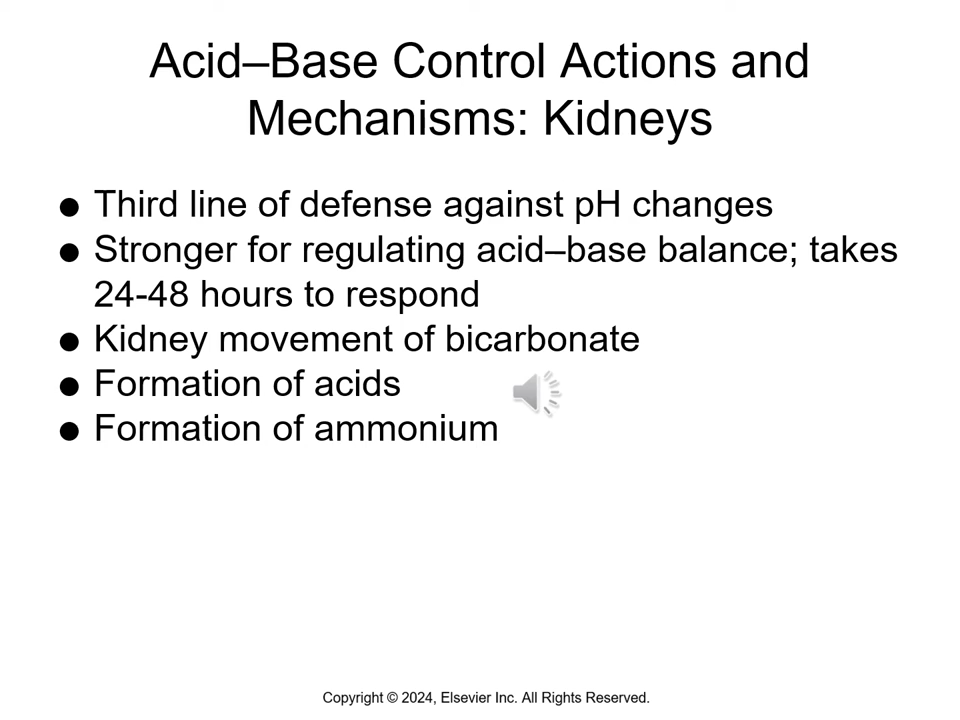 Acid–Base Control Actions and
Mechanisms: Kidneys
● Third line of defense against pH changes
● Stronger for regulating acid–base balance; takes
24-48 hours to respond
● Kidney movement of bicarbonate
● Formation of acids
● Formation of ammonium
Copyright © 2024, Elsevier Inc. All Rights Reserved.